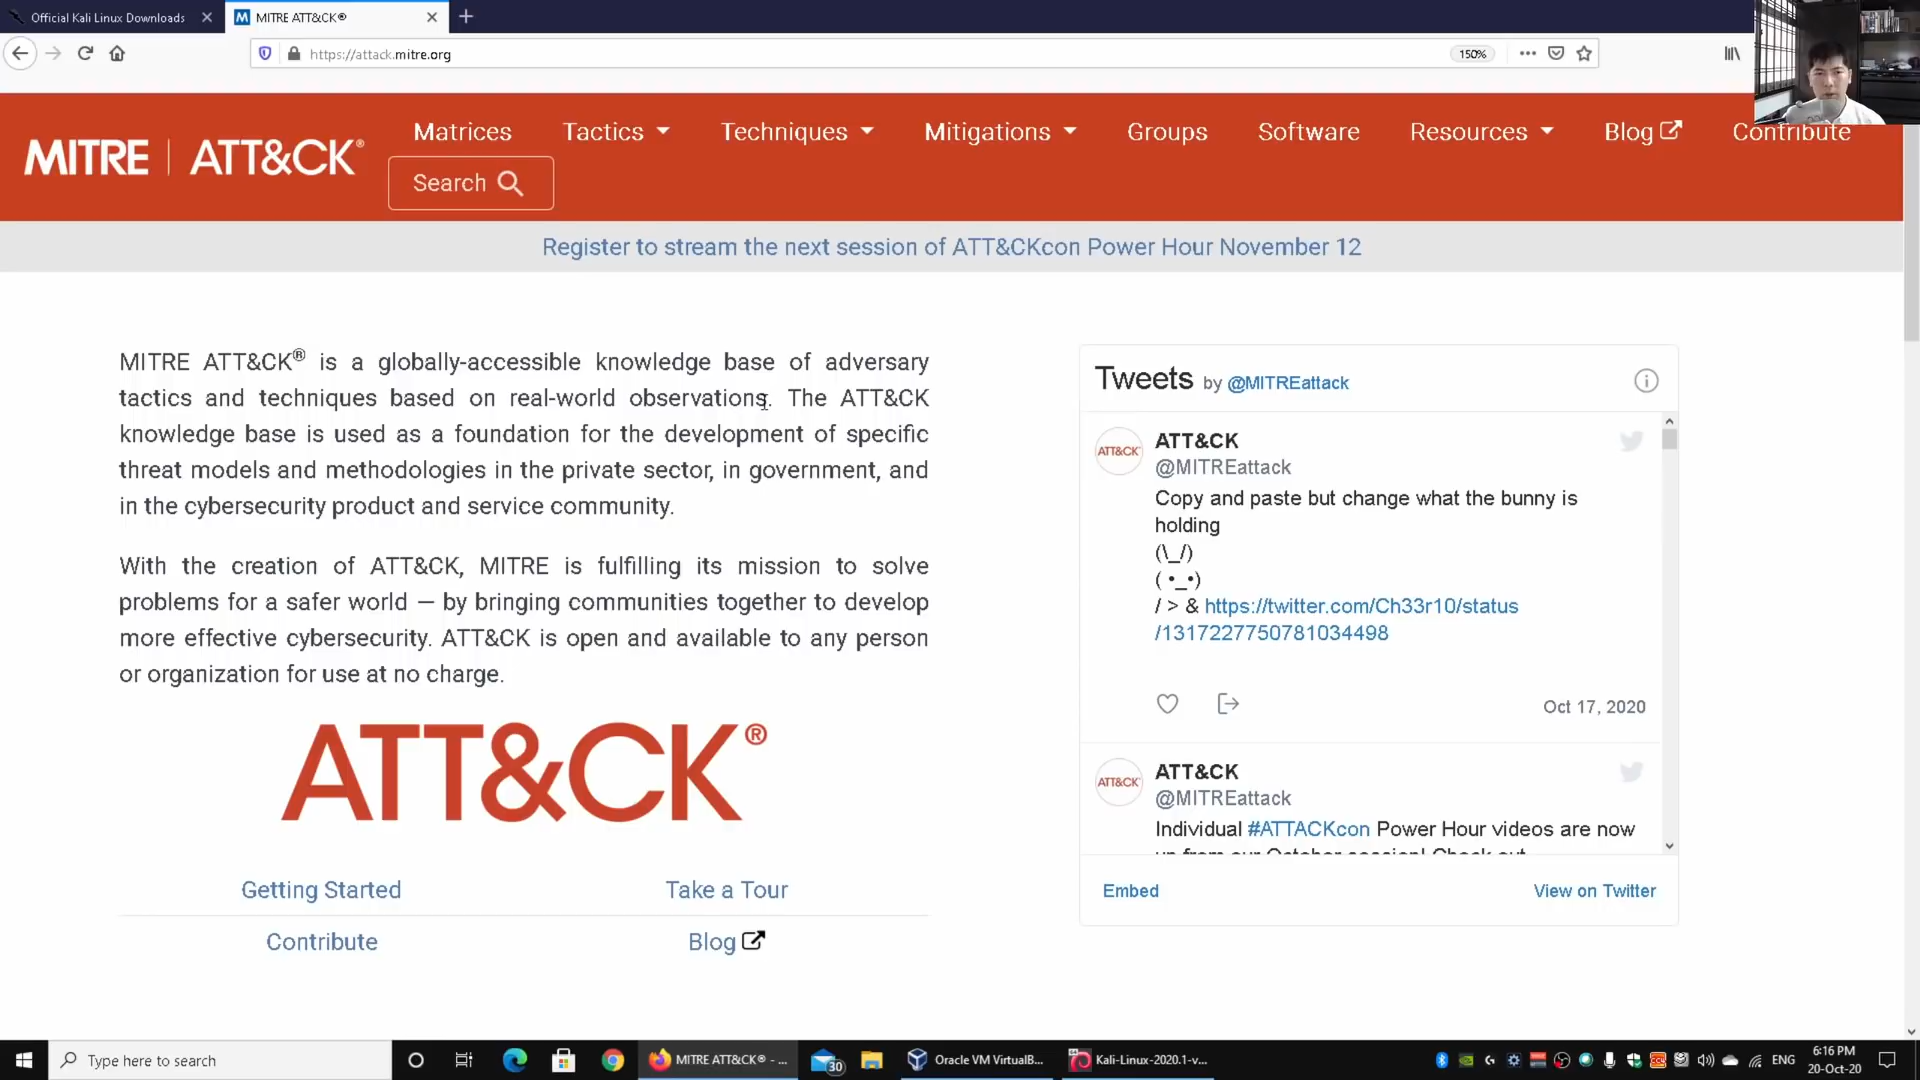 Official Kali Linux Downloads
MITRE ATT&CK®
https://attack.mitre.org
150%
MITRE | ATT&CK®
Matrices
Tactics
Techniques
Mitigations
Groups
Software
Resources
Blog
Contribute
Search
Register to stream the next session of ATT&CKcon Power Hour November 12
MITRE ATT&CK® is a globally-accessible knowledge base of adversary
tactics and techniques based on real-world observations. The ATT&CK
knowledge base is used as a foundation for the development of specific
threat models and methodologies in the private sector, in government, and
in the cybersecurity product and service community.
With the creation of ATT&CK, MITRE is fulfilling its mission to solve
problems for a safer world — by bringing communities together to develop
more effective cybersecurity. ATT&CK is open and available to any person
or organization for use at no charge.
ATT&CK®
Getting Started
Take a Tour
Contribute
Blog
Tweets by @MITREattack
ATT&CK
ATT&CK
@MITREattack
Copy and paste but change what the bunny is
holding
(\_/)
( •_•)
/ > & https://twitter.com/Ch33r10/status
/1317227750781034498
Oct 17, 2020
ATT&CK
ATT&CK
@MITREattack
Individual #ATTACKcon Power Hour videos are now
up from our October session! Check out
Embed
View on Twitter
Type here to search
MITRE ATT&CK® - ...
30
Oracle VM VirtualB...
Kali-Linux-2020.1-v...
ENG
6:16 PM
20-Oct-20